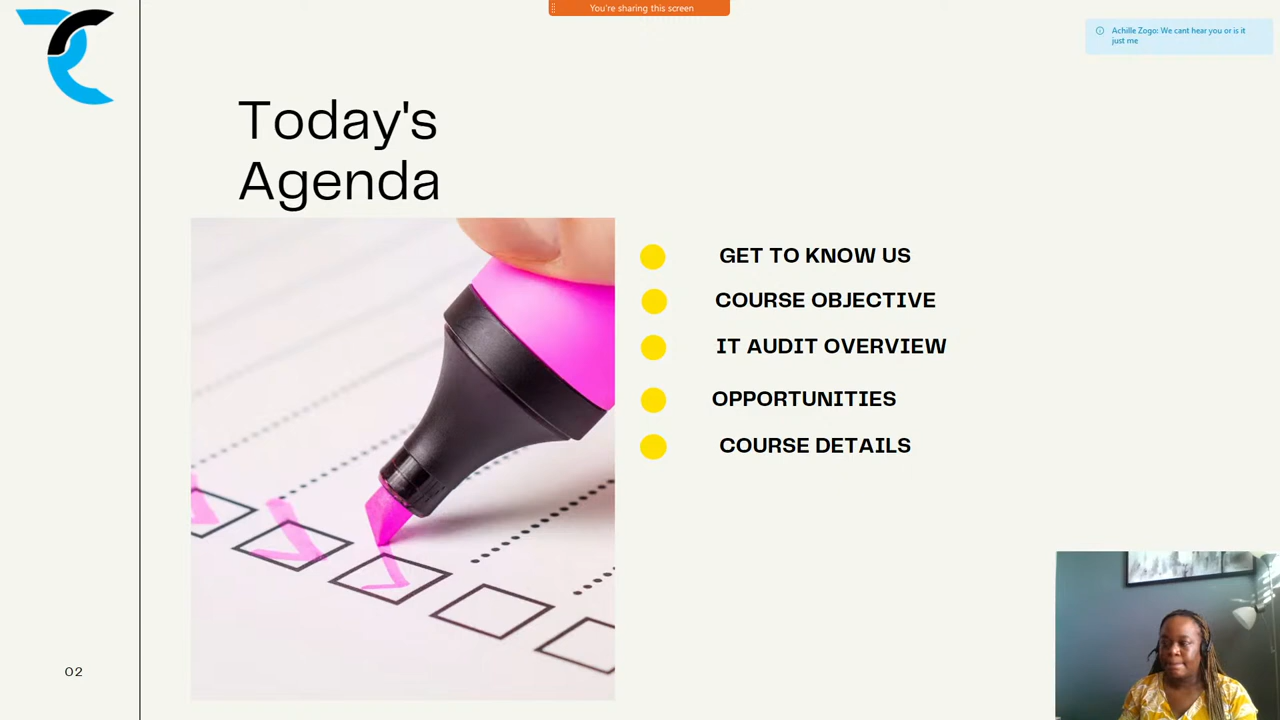 You're sharing this screen
Achille Zogo: We cant hear you or is it
just me
Today's
Agenda
GET TO KNOW US
COURSE OBJECTIVE
IT AUDIT OVERVIEW
OPPORTUNITIES
COURSE DETAILS
02